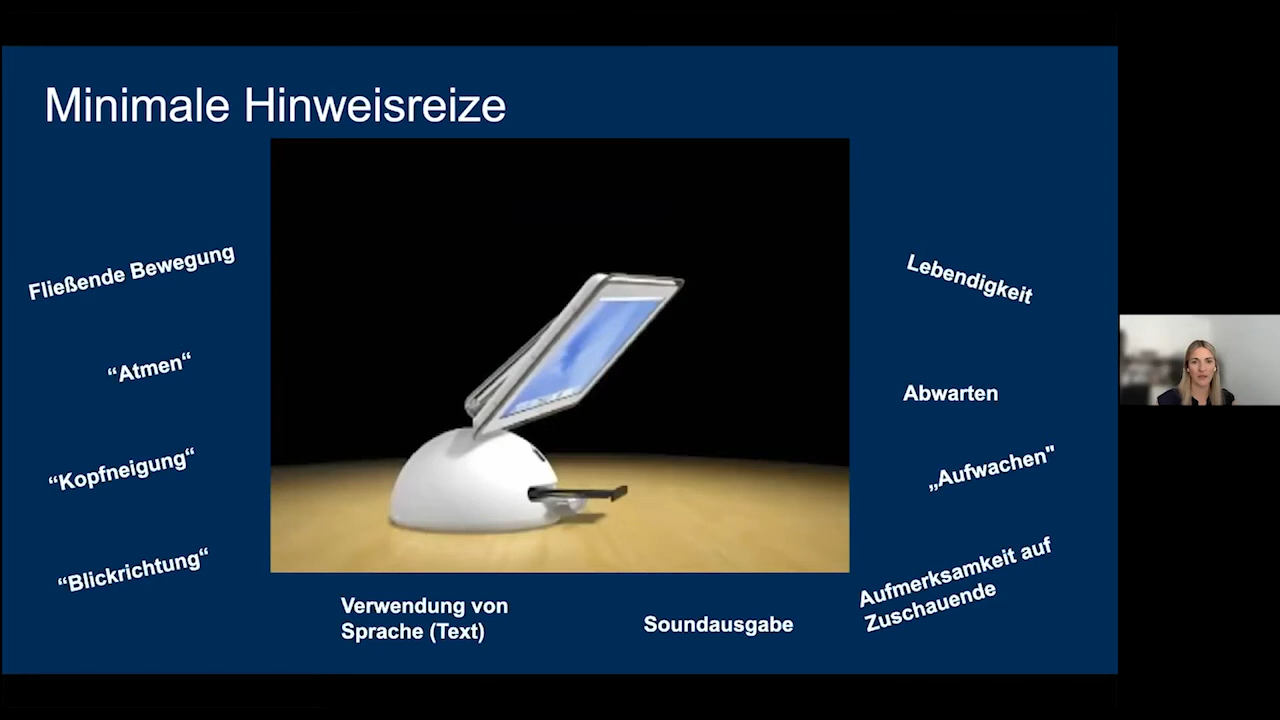 Minimale Hinweisreize
Fließende Bewegung
“Atmen“
“Kopfneigung“
“Blickrichtung“
Verwendung von
Sprache (Text)
Soundausgabe
Lebendigkeit
Abwarten
„Aufwachen"
Aufmerksamkeit auf
Zuschauende